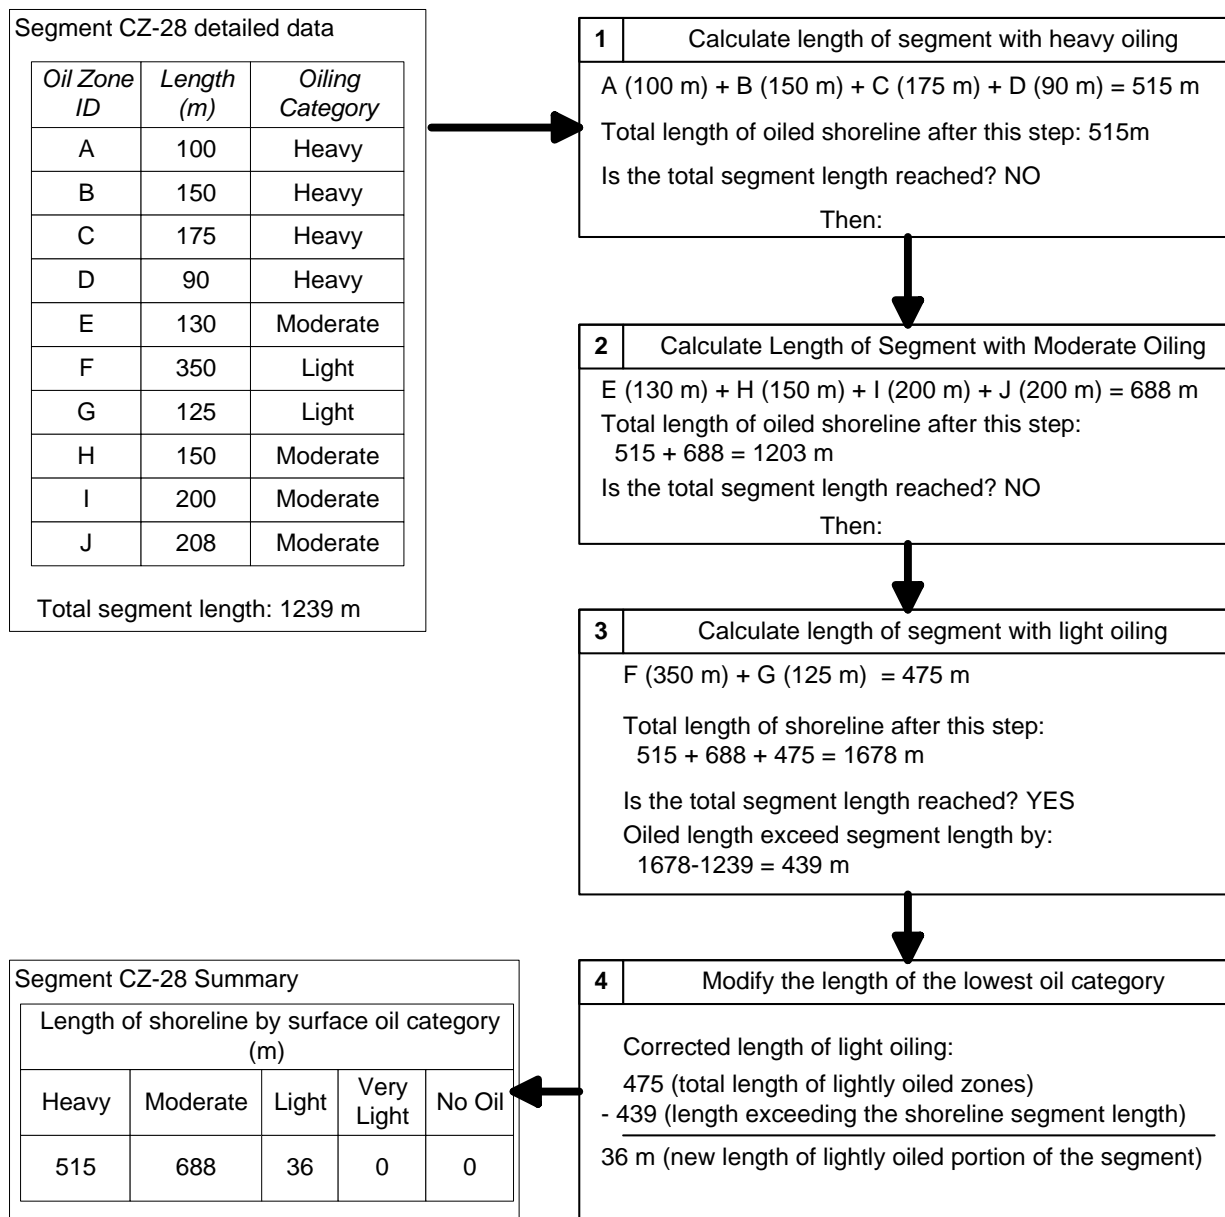 Segment CZ-28 detailed data
Oil Zone ID Length (m) Oiling Category
A 100 Heavy
B 150 Heavy
C 175 Heavy
D 90 Heavy
E 130 Moderate
F 350 Light
G 125 Light
H 150 Moderate
I 200 Moderate
J 208 Moderate
Total segment length: 1239 m
1 Calculate length of segment with heavy oiling
A (100 m) + B (150 m) + C (175 m) + D (90 m) = 515 m
Total length of oiled shoreline after this step: 515m
Is the total segment length reached? NO
Then:
2 Calculate Length of Segment with Moderate Oiling
E (130 m) + H (150 m) + I (200 m) + J (200 m) = 688 m
Total length of oiled shoreline after this step:
515 + 688 = 1203 m
Is the total segment length reached? NO
Then:
3 Calculate length of segment with light oiling
F (350 m) + G (125 m) = 475 m
Total length of shoreline after this step:
515 + 688 + 475 = 1678 m
Is the total segment length reached? YES
Oiled length exceed segment length by:
1678-1239 = 439 m
4 Modify the length of the lowest oil category
Corrected length of light oiling:
475 (total length of lightly oiled zones)
- 439 (length exceeding the shoreline segment length)
36 m (new length of lightly oiled portion of the segment)
Segment CZ-28 Summary
Length of shoreline by surface oil category
(m)
Heavy Moderate Light Very Light No Oil
515 688 36 0 0